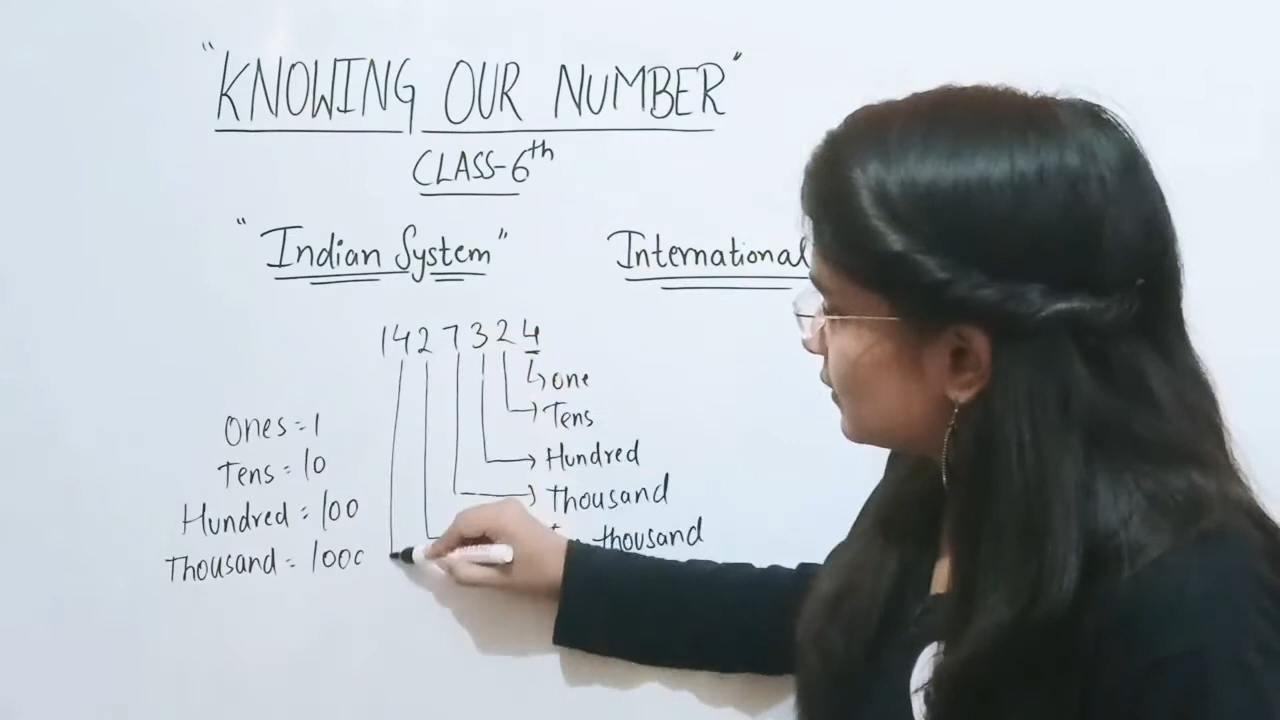 "KNOWING OUR NUMBER"
CLASS-6th
"Indian System"
International
1427324
one
Tens
Hundred
Thousand
thousand
Ones = 1
Tens = 10
Hundred = 100
Thousand = 1000